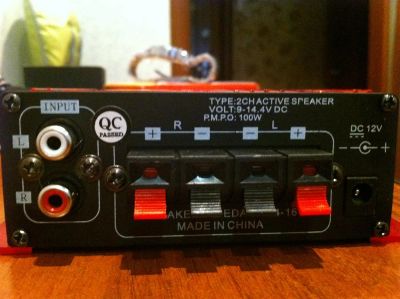 INPUT
L
R
QC
PASSED
TYPE:2CH ACTIVE SPEAKER
VOLT:9-14.4V DC
P.M.P.O: 100W
R L
+ - - +
DC 12V
- +
MADE IN CHINA